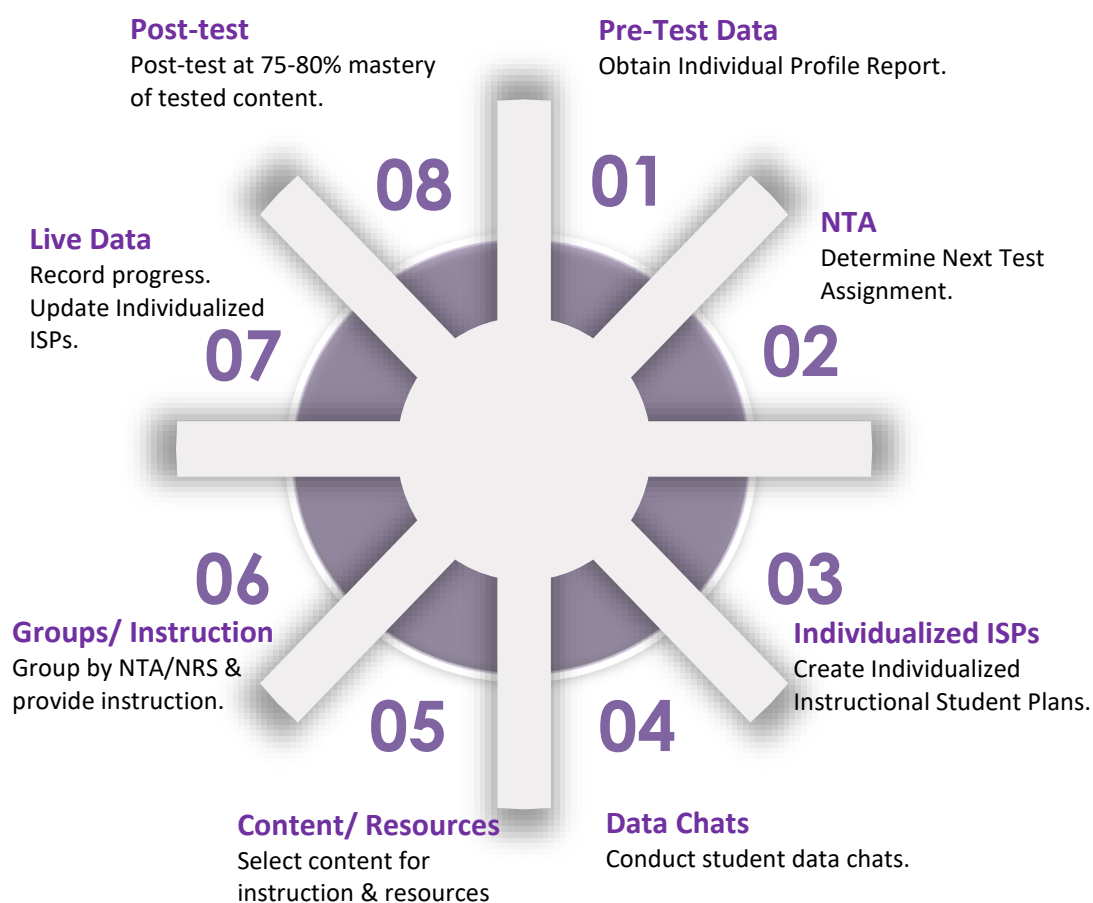 01
Pre-Test Data
Obtain Individual Profile Report.
02
NTA
Determine Next Test
Assignment.
03
Individualized ISPs
Create Individualized
Instructional Student Plans.
04
Data Chats
Conduct student data chats.
05
Content/ Resources
Select content for
instruction & resources
06
Groups/ Instruction
Group by NTA/NRS &
provide instruction.
07
Live Data
Record progress.
Update Individualized
ISPs.
08
Post-test
Post-test at 75-80% mastery
of tested content.